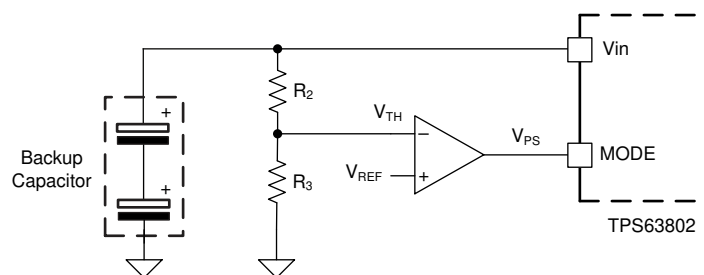 Vin
R2
+
VTH
−
VPS
MODE
Backup
Capacitor
+
VREF
+
R3
TPS63802